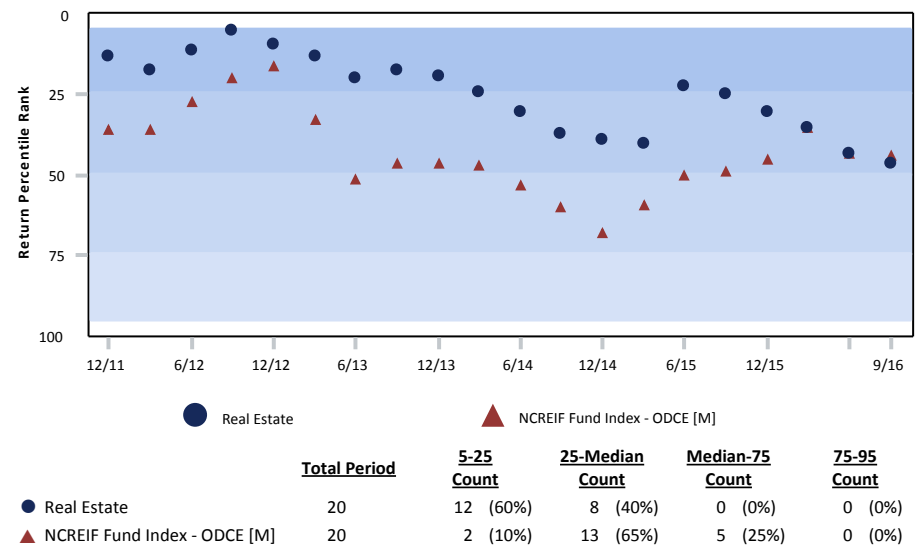 0
25
50
75
100
Return Percentile Rank
12/11 6/12 12/12 6/13 12/13 6/14 12/14 6/15 12/15 9/16
Real Estate NCREIF Fund Index - ODCE [M]
Total Period 5-25 Count 25-Median Count Median-75 Count 75-95 Count
Real Estate 20 12 (60%) 8 (40%) 0 (0%) 0 (0%)
NCREIF Fund Index - ODCE [M] 20 2 (10%) 13 (65%) 5 (25%) 0 (0%)